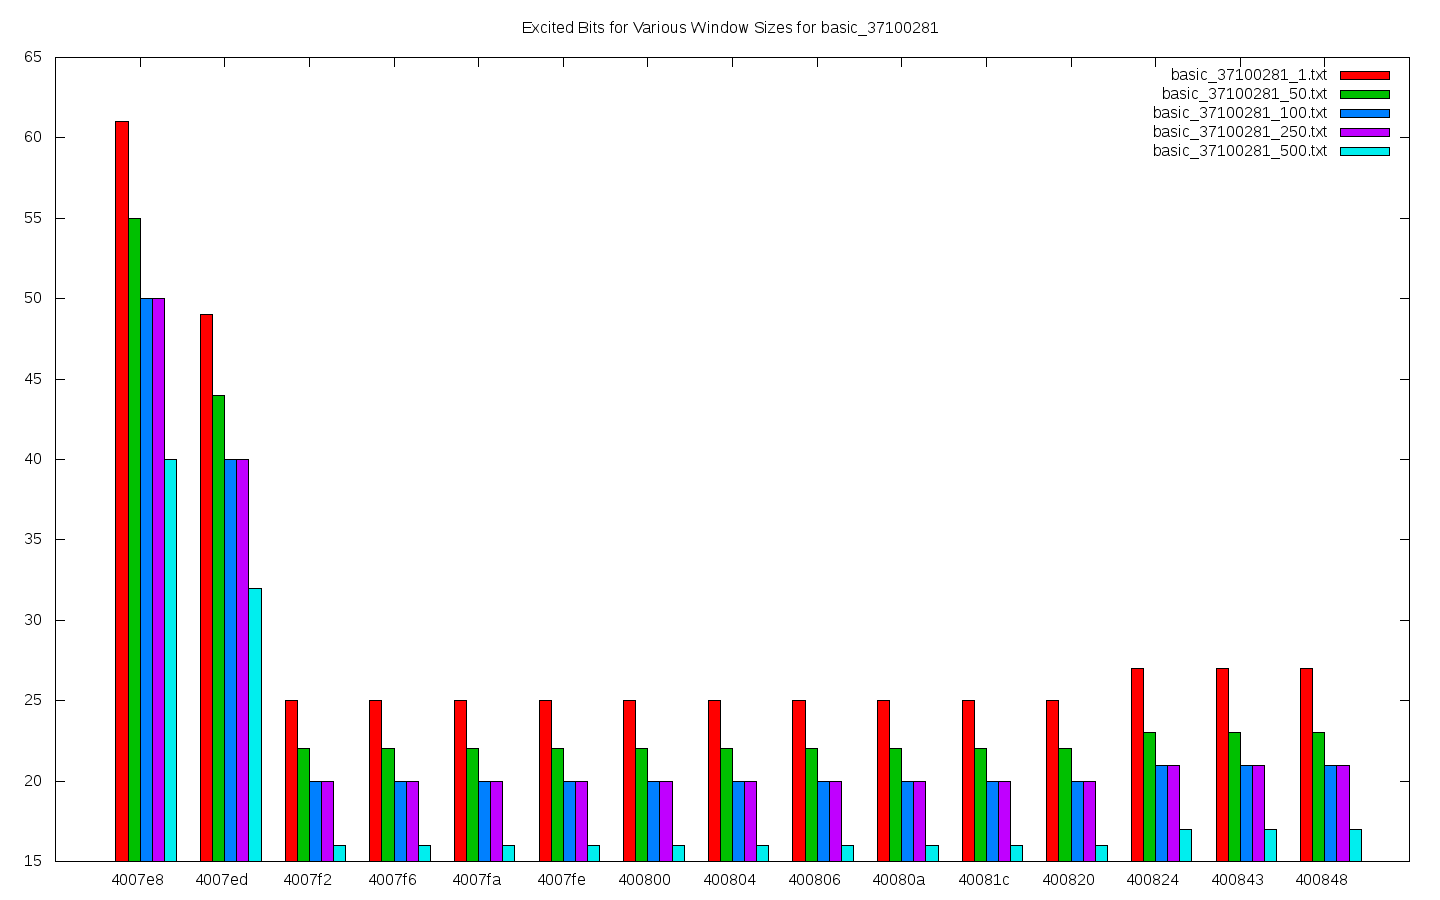 Excited Bits for Various Window Sizes for basic_37100281
basic_37100281_1.txt
basic_37100281_50.txt
basic_37100281_100.txt
basic_37100281_250.txt
basic_37100281_500.txt
65
60
55
50
45
40
35
30
25
20
15
4007e8 4007ed 4007f2 4007f6 4007fa 4007fe 400800 400804 400806 40080a 40081c 400820 400824 400843 400848